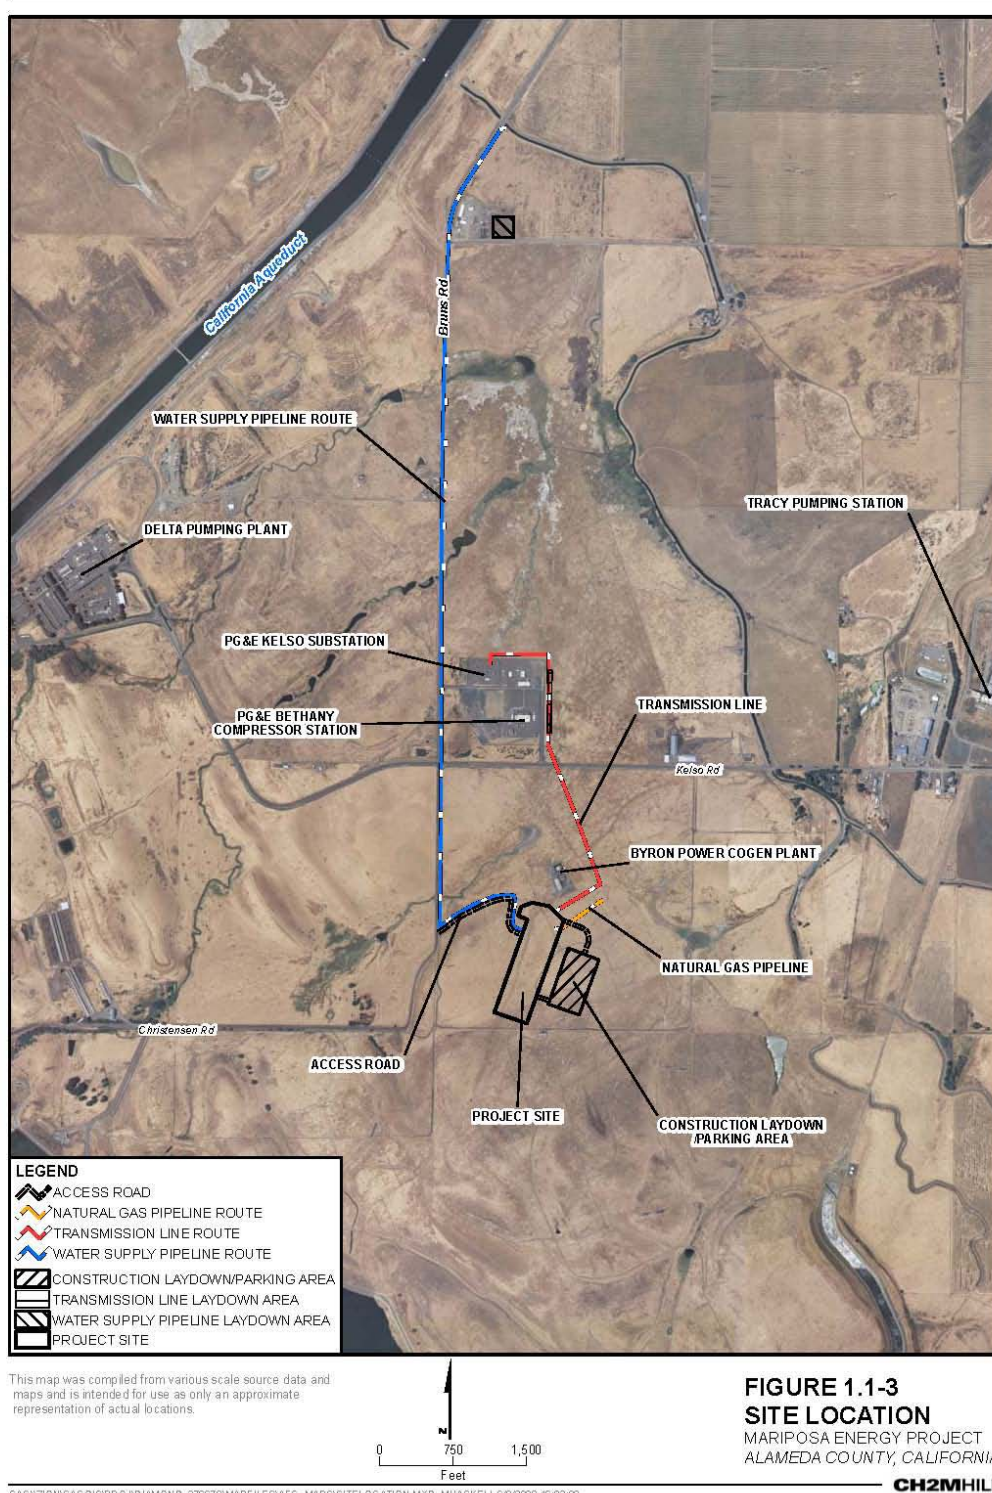 California Aqueduct
Bruns Rd
WATER SUPPLY PIPELINE ROUTE
TRACY PUMPING STATION
DELTA PUMPING PLANT
PG&E KELSO SUBSTATION
TRANSMISSION LINE
PG&E BETHANY
COMPRESSOR STATION
Kelso Rd
BYRON POWER COGEN PLANT
NATURAL GAS PIPELINE
Christensen Rd
ACCESS ROAD
PROJECT SITE
CONSTRUCTION LAYDOWN
/PARKING AREA
LEGEND
ACCESS ROAD
NATURAL GAS PIPELINE ROUTE
TRANSMISSION LINE ROUTE
WATER SUPPLY PIPELINE ROUTE
CONSTRUCTION LAYDOWN/PARKING AREA
TRANSMISSION LINE LAYDOWN AREA
WATER SUPPLY PIPELINE LAYDOWN AREA
PROJECT SITE
This map was compiled from various scale source data and
maps and is intended for use as only an approximate
representation of actual locations.
N
0 750 1,500
Feet
FIGURE 1.1-3
SITE LOCATION
MARIPOSA ENERGY PROJECT
ALAMEDA COUNTY, CALIFORNIA
CH2MHILL